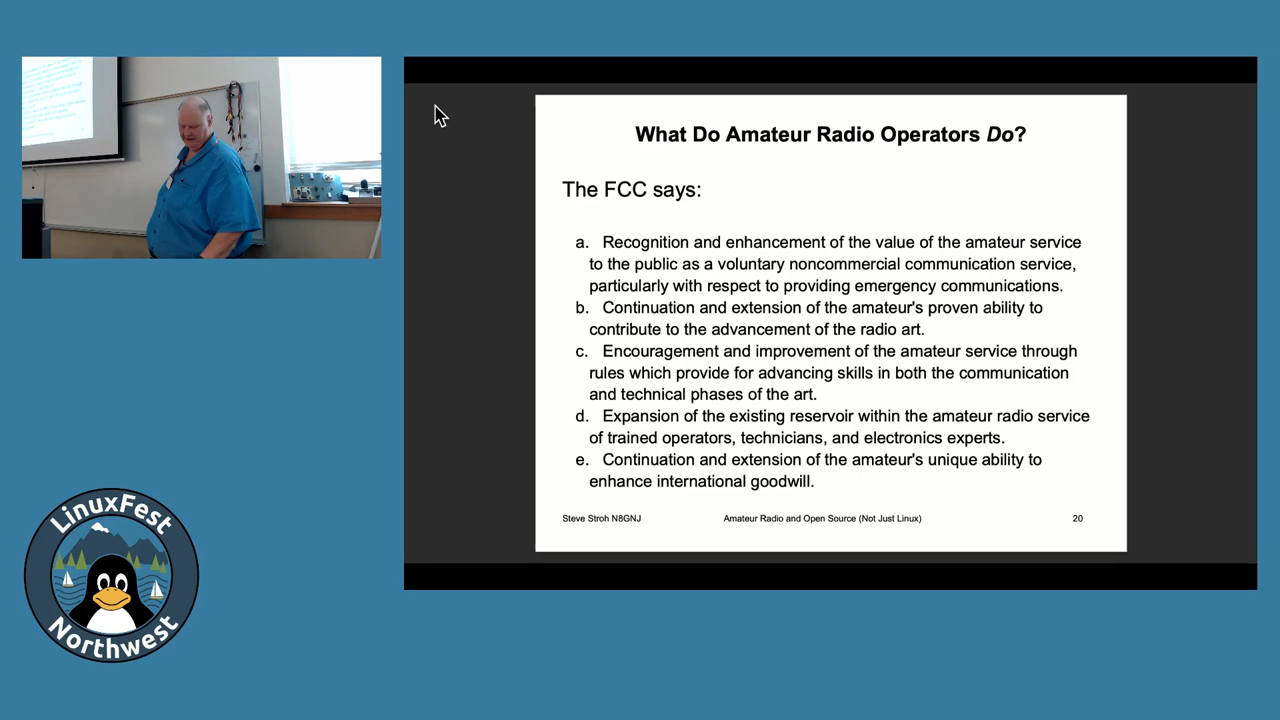 What Do Amateur Radio Operators Do?
The FCC says:
a. Recognition and enhancement of the value of the amateur service
to the public as a voluntary noncommercial communication service,
particularly with respect to providing emergency communications.
b. Continuation and extension of the amateur's proven ability to
contribute to the advancement of the radio art.
c. Encouragement and improvement of the amateur service through
rules which provide for advancing skills in both the communication
and technical phases of the art.
d. Expansion of the existing reservoir within the amateur radio service
of trained operators, technicians, and electronics experts.
e. Continuation and extension of the amateur's unique ability to
enhance international goodwill.
Steve Stroh N8GNJ Amateur Radio and Open Source (Not Just Linux) 20
LinuxFest
Northwest